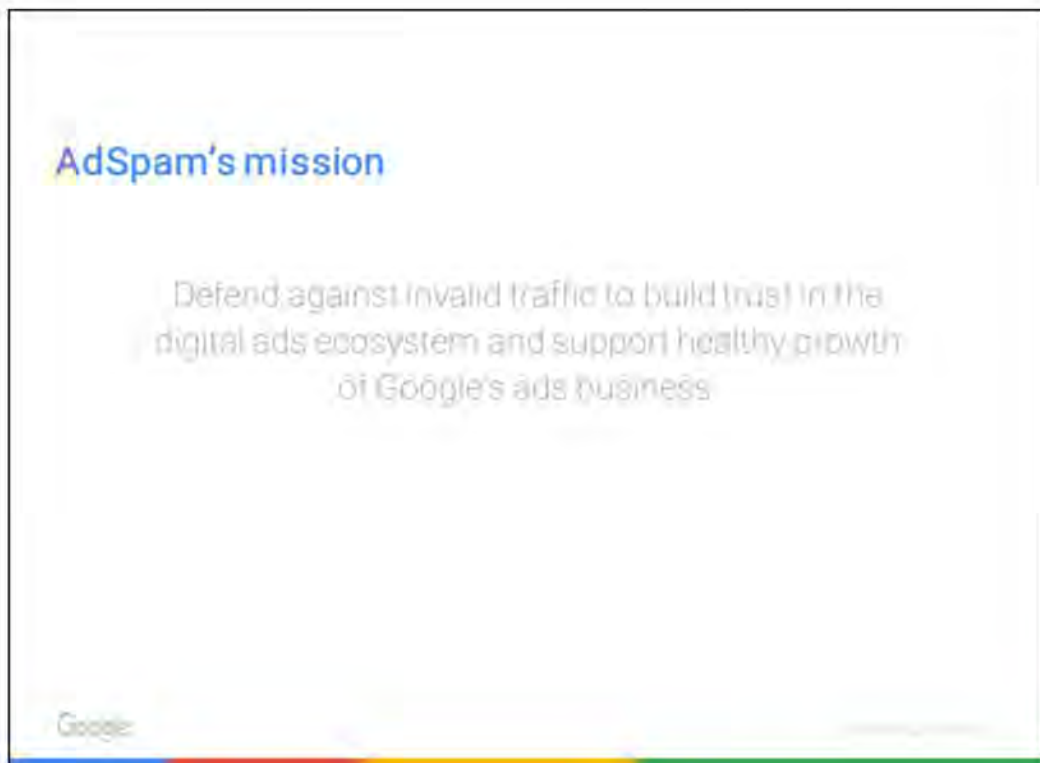 AdSpam's mission
Defend against invalid traffic to build trust in the
digital ads ecosystem and support healthy growth
of Google's ads business
Google